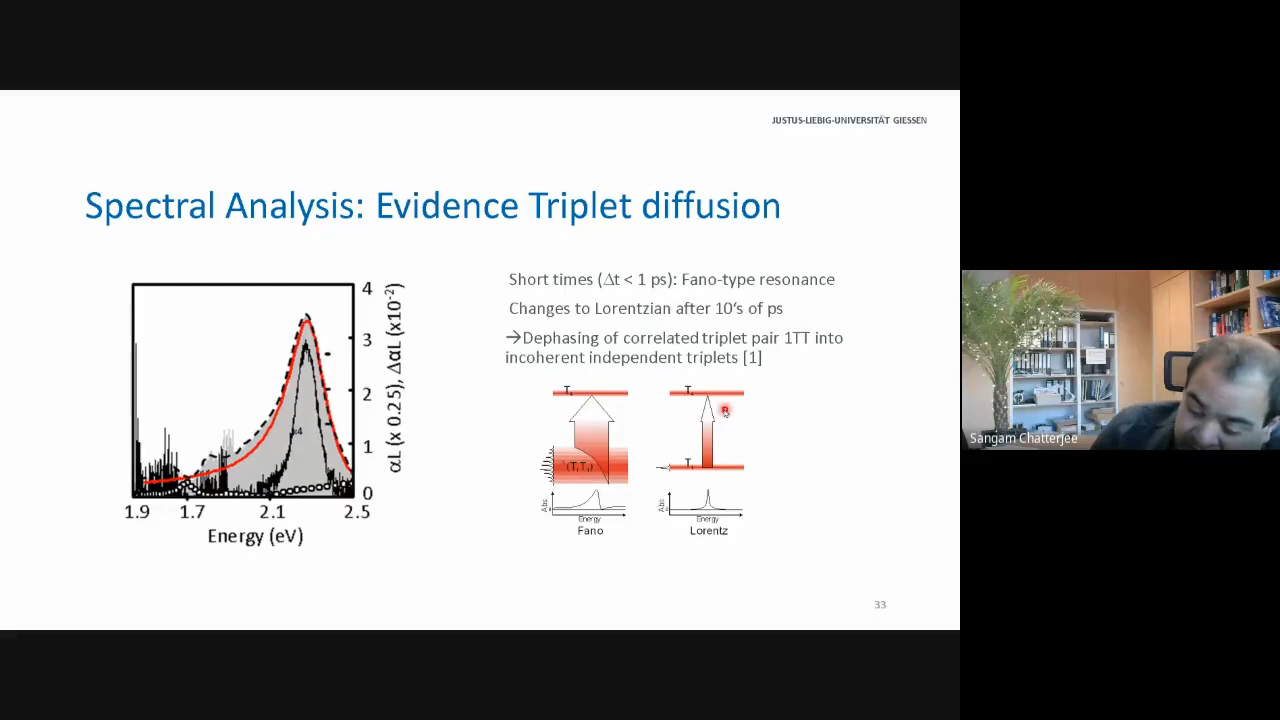 JUSTUS-LIEBIG-UNIVERSITÄT GIESSEN
Spectral Analysis: Evidence Triplet diffusion
4
3
2
1
0
x4
1.9 1.7 2.1 2.5
Energy (eV)
αL (x 0.25), ΔαL (x10⁻²)
Short times (Δt < 1 ps): Fano-type resonance
Changes to Lorentzian after 10's of ps
→Dephasing of correlated triplet pair 1TT into
incoherent independent triplets [1]
Abs
0
Energy
Fano
Abs
0
Energy
Lorentz
33
Sangam Chatterjee